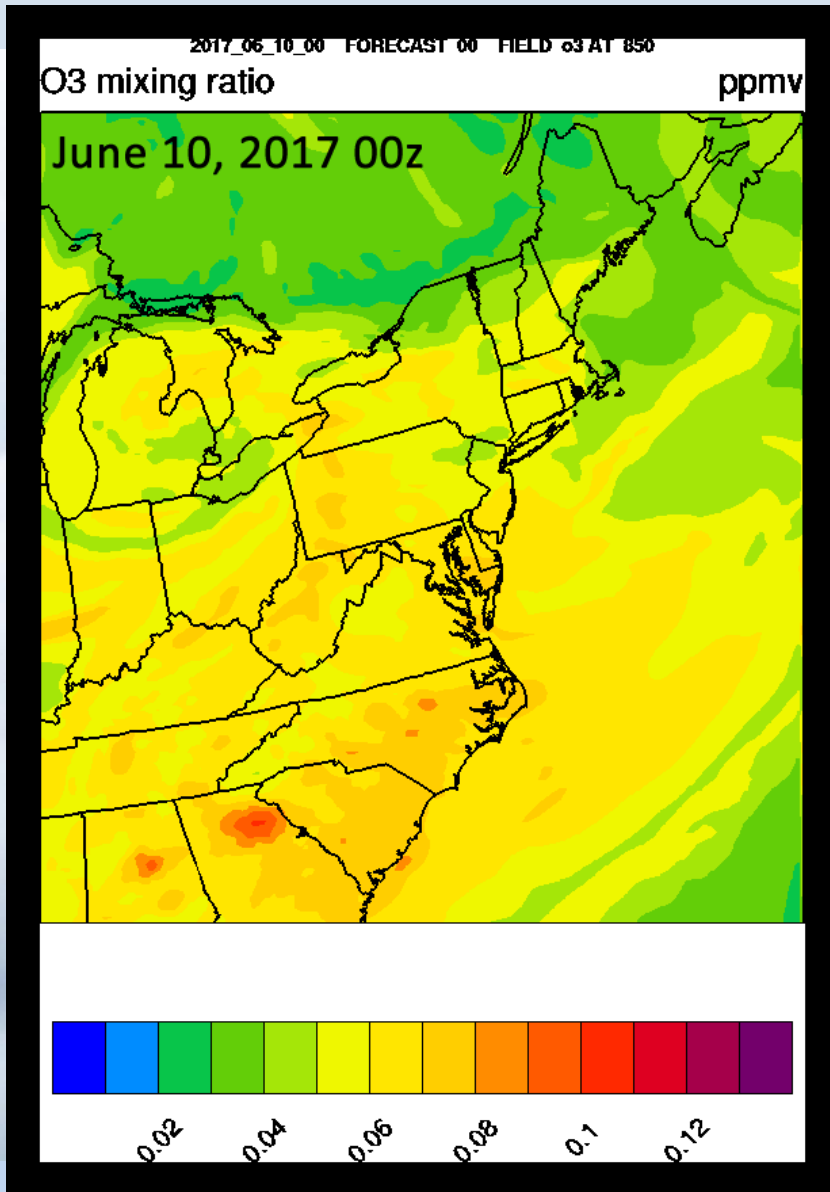 2017_06_10_00 FORECAST 00 FIELD o3 AT 850
O3 mixing ratio ppmv
June 10, 2017 00z
0.02 0.04 0.06 0.08 0.1 0.12